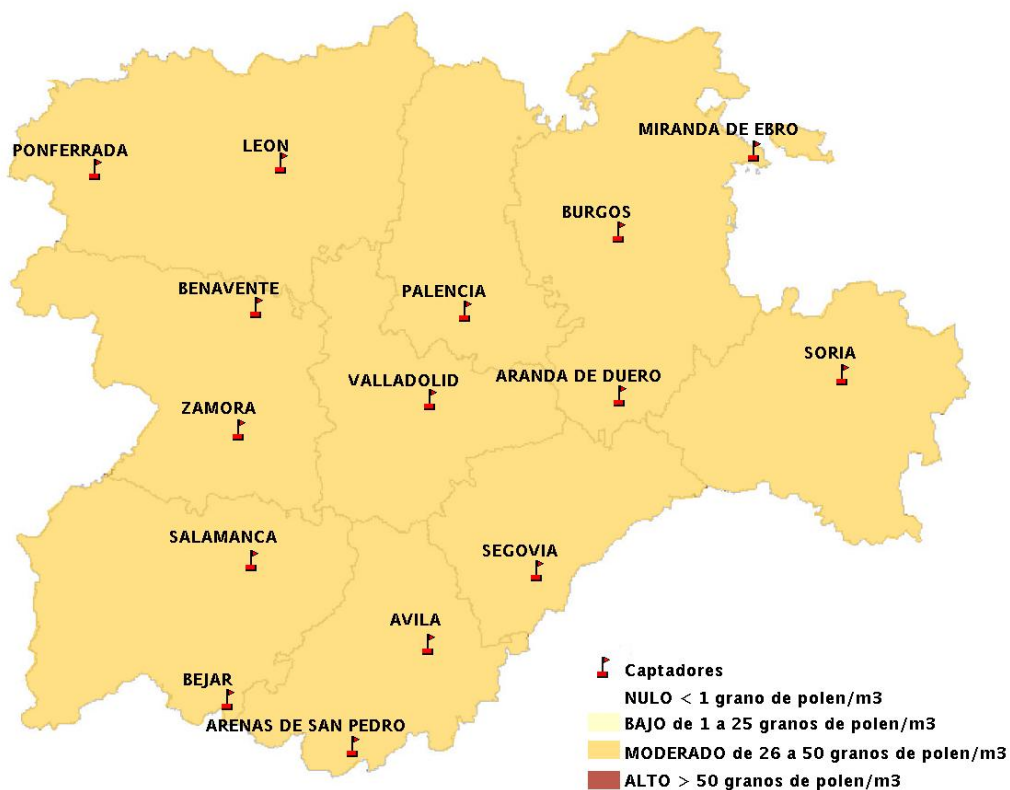 MIRANDA DE EBRO
PONFERRADA
LEON
BURGOS
BENAVENTE
PALENCIA
SORIA
VALLADOLID
ARANDA DE DUERO
ZAMORA
SALAMANCA
SEGOVIA
AVILA
BEJAR
ARENAS DE SAN PEDRO
Captadores
NULO < 1 grano de polen/m3
BAJO de 1 a 25 granos de polen/m3
MODERADO de 26 a 50 granos de polen/m3
ALTO > 50 granos de polen/m3